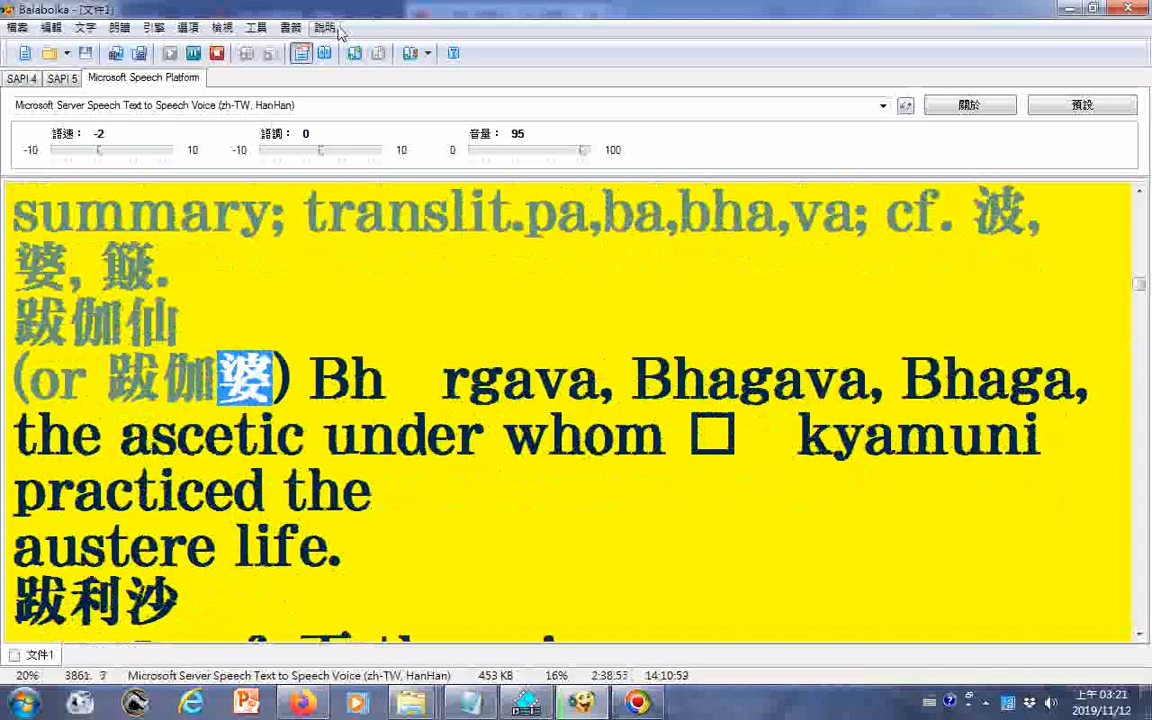 Balabolka - [文件1]
檔案 編輯 文字 朗讀 引擎 選項 檢視 工具 書籤 說明
SAPI 4 SAPI 5 Microsoft Speech Platform
Microsoft Server Speech Text to Speech Voice (zh-TW, HanHan) 關於 預設
語速： -2 語調： 0 音量： 95
-10 10 -10 10 0 100
summary; translit.pa,ba,bha,va; cf. 波,
婆, 簸.
跋伽仙
(or 跋伽婆) Bh rgava, Bhagava, Bhaga,
the ascetic under whom □ kyamuni
practiced the
austere life.
跋利沙
文件1
20% 3861: 7 Microsoft Server Speech Text to Speech Voice (zh-TW, HanHan) 453 KB 16% 2:38:53 14:10:59
上午 03:21
2019/11/12